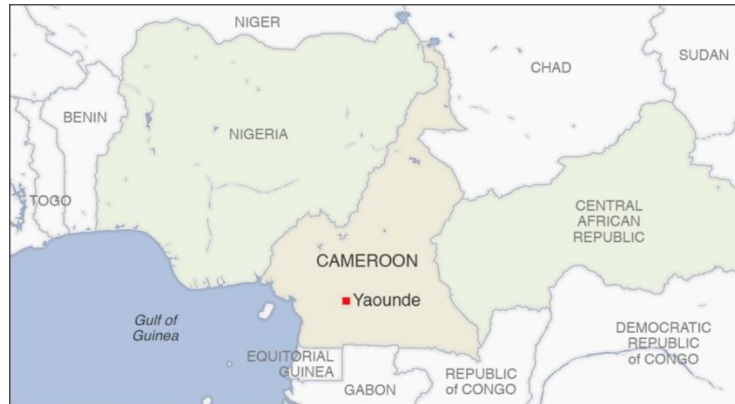 NIGER
CHAD
SUDAN
BENIN
NIGERIA
TOGO
CENTRAL
AFRICAN
REPUBLIC
CAMEROON
Yaounde
Gulf of
Guinea
EQUITORIAL
GUINEA
GABON
REPUBLIC
of CONGO
DEMOCRATIC
REPUBLIC
of CONGO